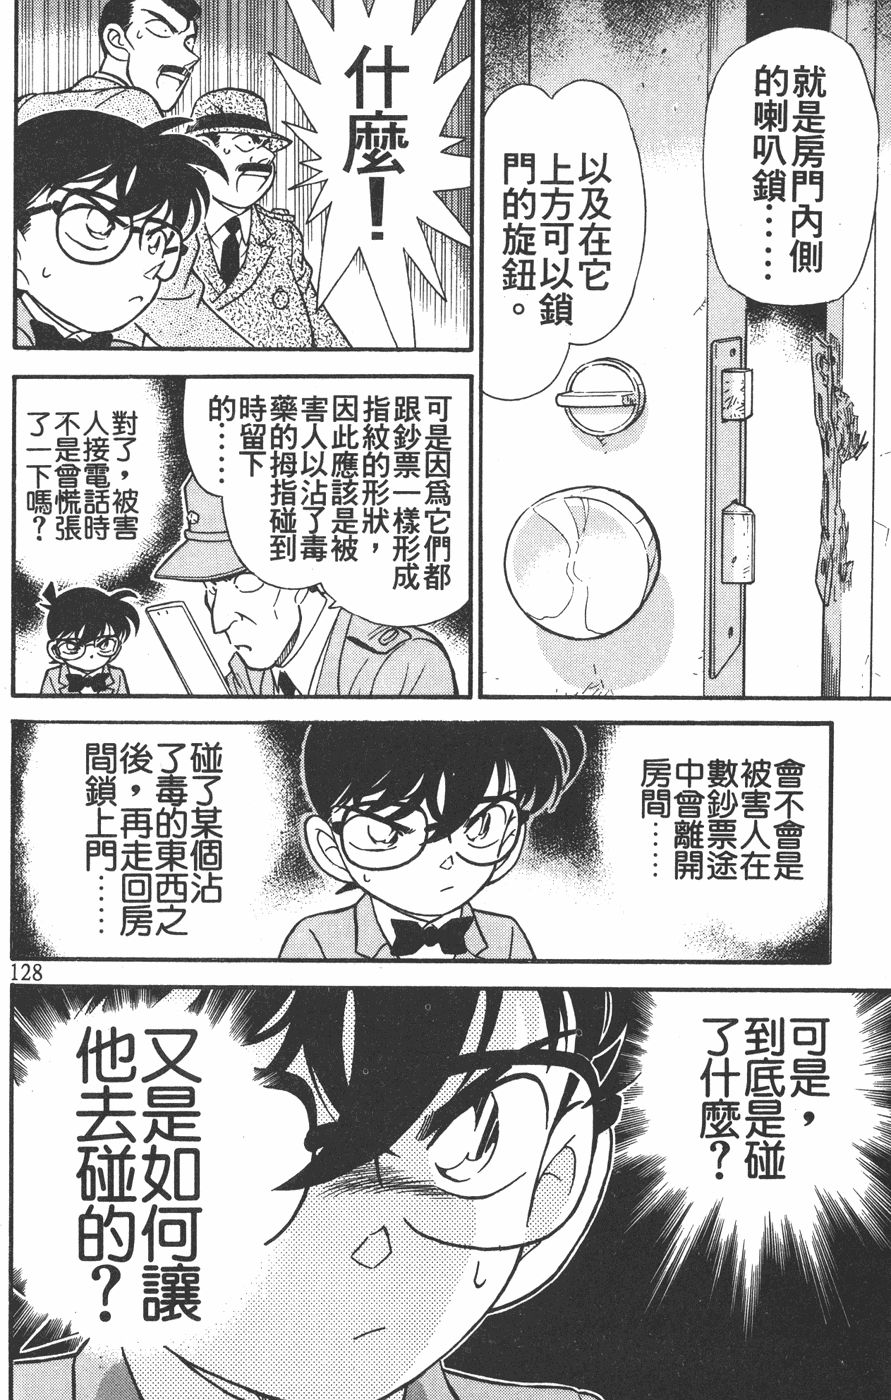 就是房門內側
的喇叭鎖……
以及在它
上方可以鎖
門的旋鈕。
什麼！
可是因為它們都
跟鈔票一樣形成
指紋的形狀，
因此應該是被
害人以沾了毒
藥的拇指碰到
時留下
的……
對了，被害
人接電話時
不是曾慌張
了一下嗎？
會不會是
被害人在
數鈔票途
中曾離開
房間……
碰了某個沾
了毒的東西之
後，再走回房
間鎖上門……
128
可是，
到底是碰
了什麼？
又是如何讓
他去碰的？